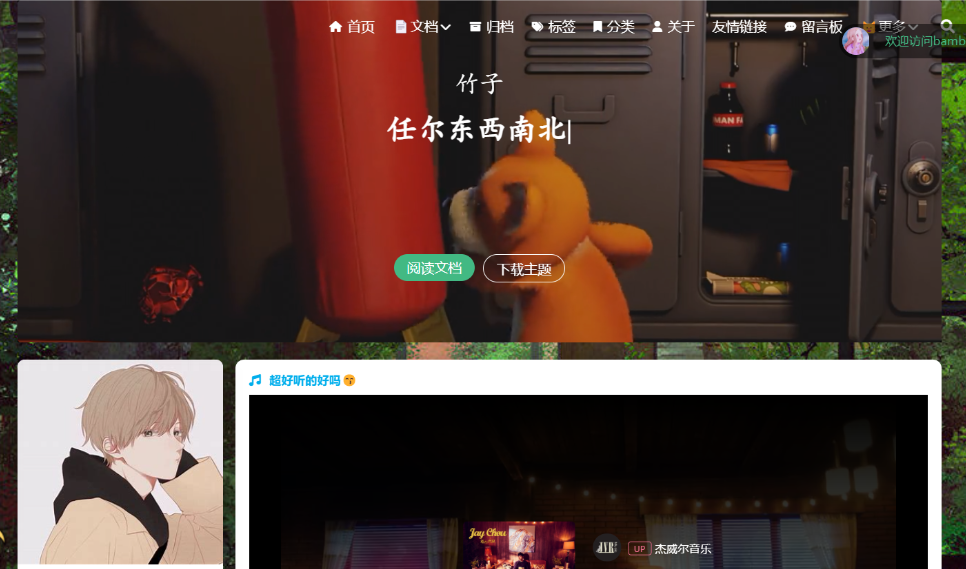 首页 文档 归档 标签 分类 关于 友情链接 留言板 更多
欢迎访问bamb
竹子
任尔东西南北
阅读文档 下载主题
MAN
超好听的好吗
Jay Chou
UP 杰威尔音乐